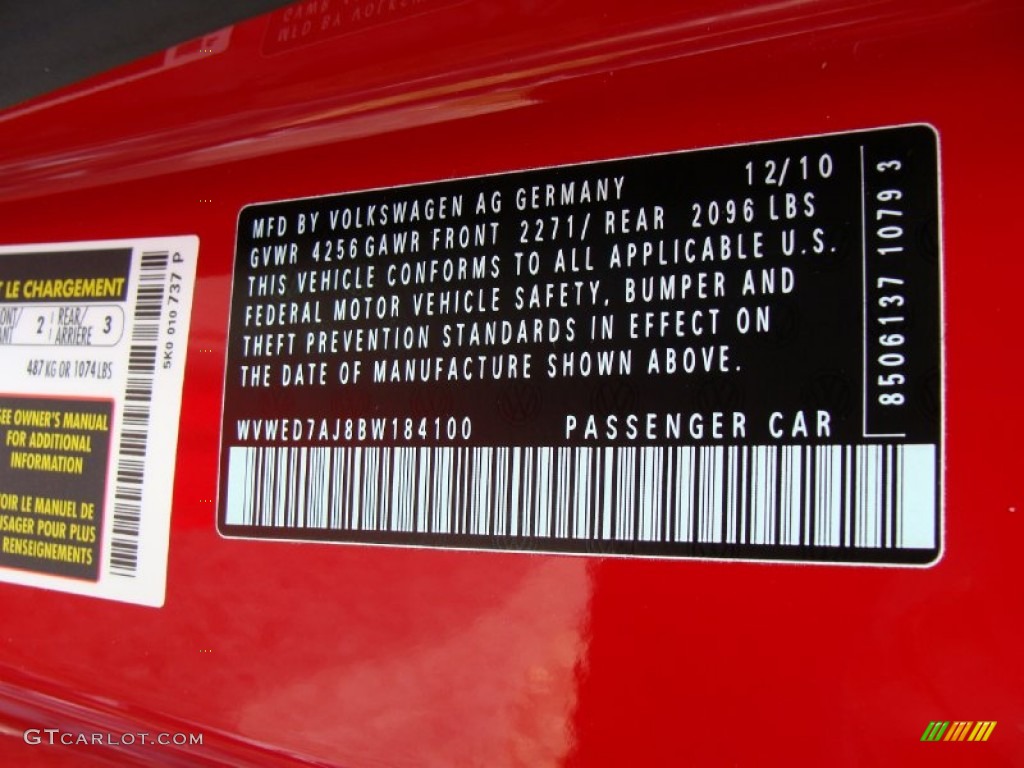 T LE CHARGEMENT
2 REAR/ 3
ARRIÈRE
487 KG OR 1074 LBS
SEE OWNER'S MANUAL
FOR ADDITIONAL
INFORMATION
VOIR LE MANUEL DE
USAGER POUR PLUS
RENSEIGNEMENTS
5K0 010 737 P
MFD BY VOLKSWAGEN AG GERMANY 12/10
GVWR 4256 GAWR FRONT 2271/ REAR 2096 LBS
THIS VEHICLE CONFORMS TO ALL APPLICABLE U.S.
FEDERAL MOTOR VEHICLE SAFETY, BUMPER AND
THEFT PREVENTION STANDARDS IN EFFECT ON
THE DATE OF MANUFACTURE SHOWN ABOVE.
WVWED7AJ8BW184100 PASSENGER CAR
8506137 1079 3
GTCARLOT.COM